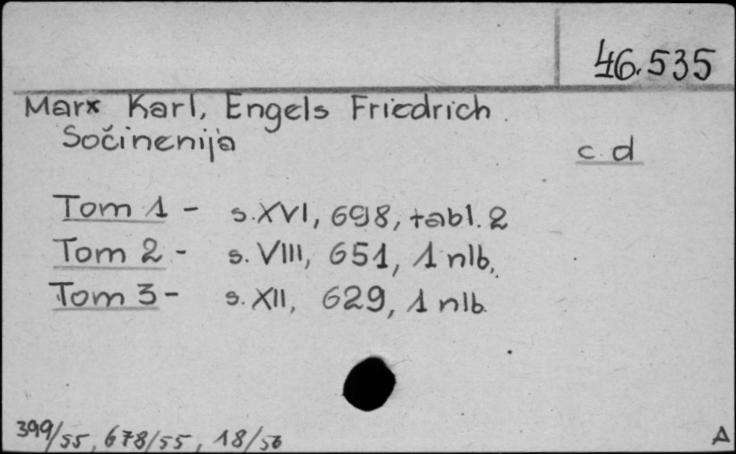 46.535
Marx Karl, Engels Friedrich
Sočinenija
c.d
Tom 1 - s.XVI, 698, tabl. 2
Tom 2 - s. VIII, 651, 1 nlb.
Tom 3 - s. XII, 629, 1 nlb.
399/55, 678/55, 18/56
A